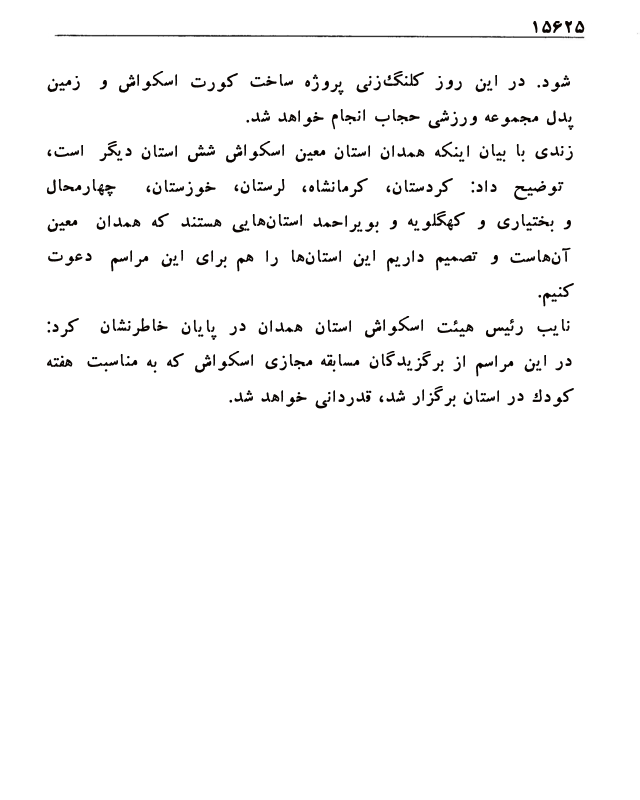 ۱۵۶۲۵
شود. در این روز کلنگ‌زنی پروژه ساخت کورت اسکواش و زمین
پدل مجموعه ورزشی حجاب انجام خواهد شد.
زندی با بیان اینکه همدان استان معین اسکواش شش استان دیگر است،
توضیح داد: کردستان، کرمانشاه، لرستان، خوزستان، چهارمحال
و بختیاری و کهگلویه و بویراحمد استان‌هایی هستند که همدان معین
آن‌هاست و تصمیم داریم این استان‌ها را هم برای این مراسم دعوت
کنیم.
نایب رئیس هیئت اسکواش استان همدان در پایان خاطرنشان کرد:
در این مراسم از برگزیدگان مسابقه مجازی اسکواش که به مناسبت هفته
کودك در استان برگزار شد، قدردانی خواهد شد.